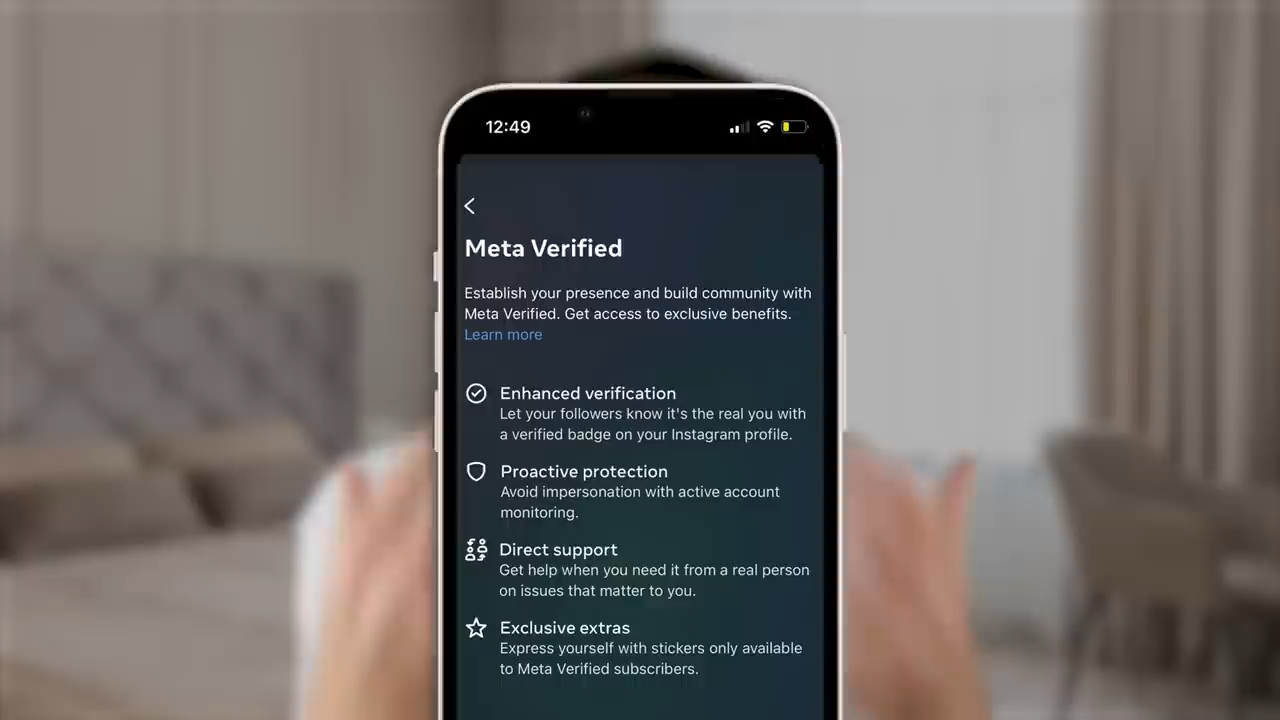 12:49
Meta Verified
Establish your presence and build community with
Meta Verified. Get access to exclusive benefits.
Learn more
Enhanced verification
Let your followers know it's the real you with
a verified badge on your Instagram profile.
Proactive protection
Avoid impersonation with active account
monitoring.
Direct support
Get help when you need it from a real person
on issues that matter to you.
Exclusive extras
Express yourself with stickers only available
to Meta Verified subscribers.